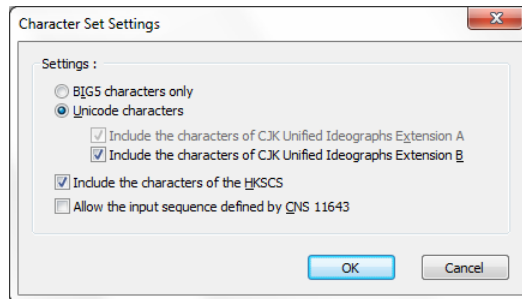 Character Set Settings
Settings :
BIG5 characters only
Unicode characters
Include the characters of CJK Unified Ideographs Extension A
Include the characters of CJK Unified Ideographs Extension B
Include the characters of the HKSCS
Allow the input sequence defined by CNS 11643
OK Cancel